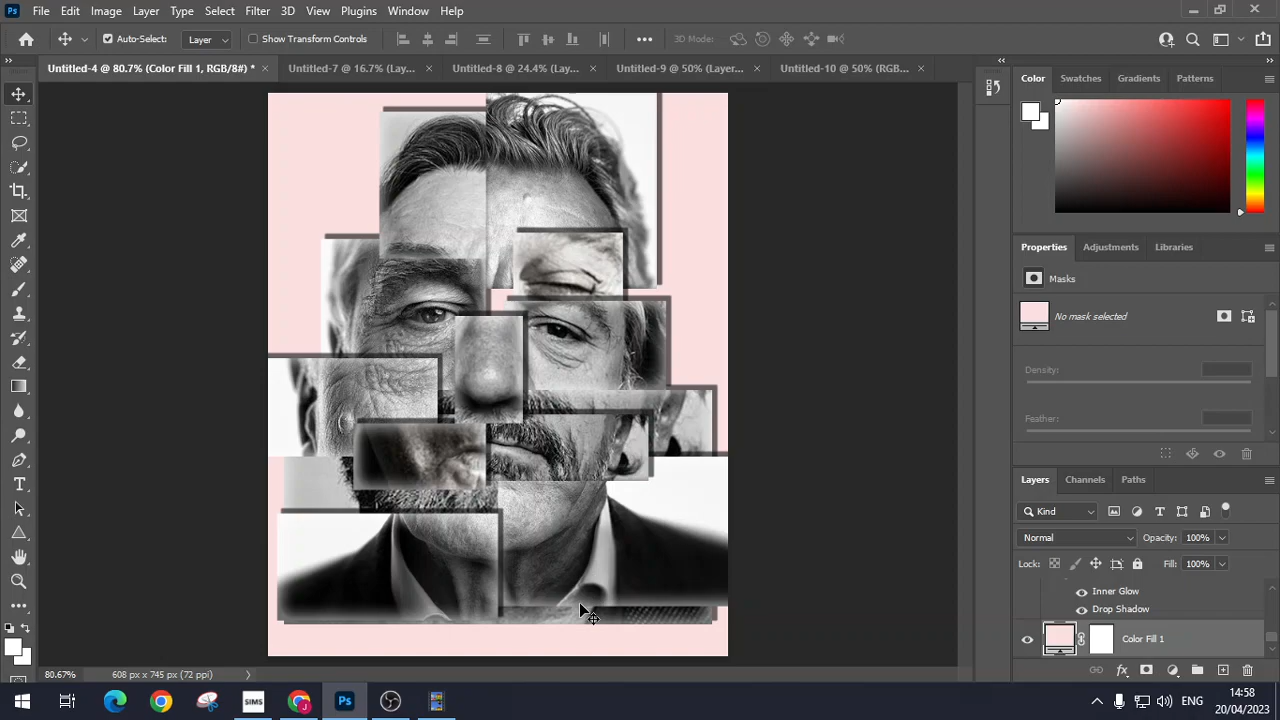 Ps File Edit Image Layer Type Select Filter 3D View Plugins Window Help
Auto-Select: Layer Show Transform Controls 3D Mode:
Untitled-4 @ 80.7% (Color Fill 1, RGB/8#) * × Untitled-7 @ 16.7% (Lay... × Untitled-8 @ 24.4% (Lay... × Untitled-9 @ 50% (Layer... × Untitled-10 @ 50% (RGB... ×
Color Swatches Gradients Patterns
Properties Adjustments Libraries
Masks
No mask selected
Density:
Feather:
Layers Channels Paths
Kind
Normal Opacity: 100%
Lock: Fill: 100%
Inner Glow
Drop Shadow
Color Fill 1
80.67% 608 px x 745 px (72 ppi)
SIMS Ps ENG 14:58
20/04/2023